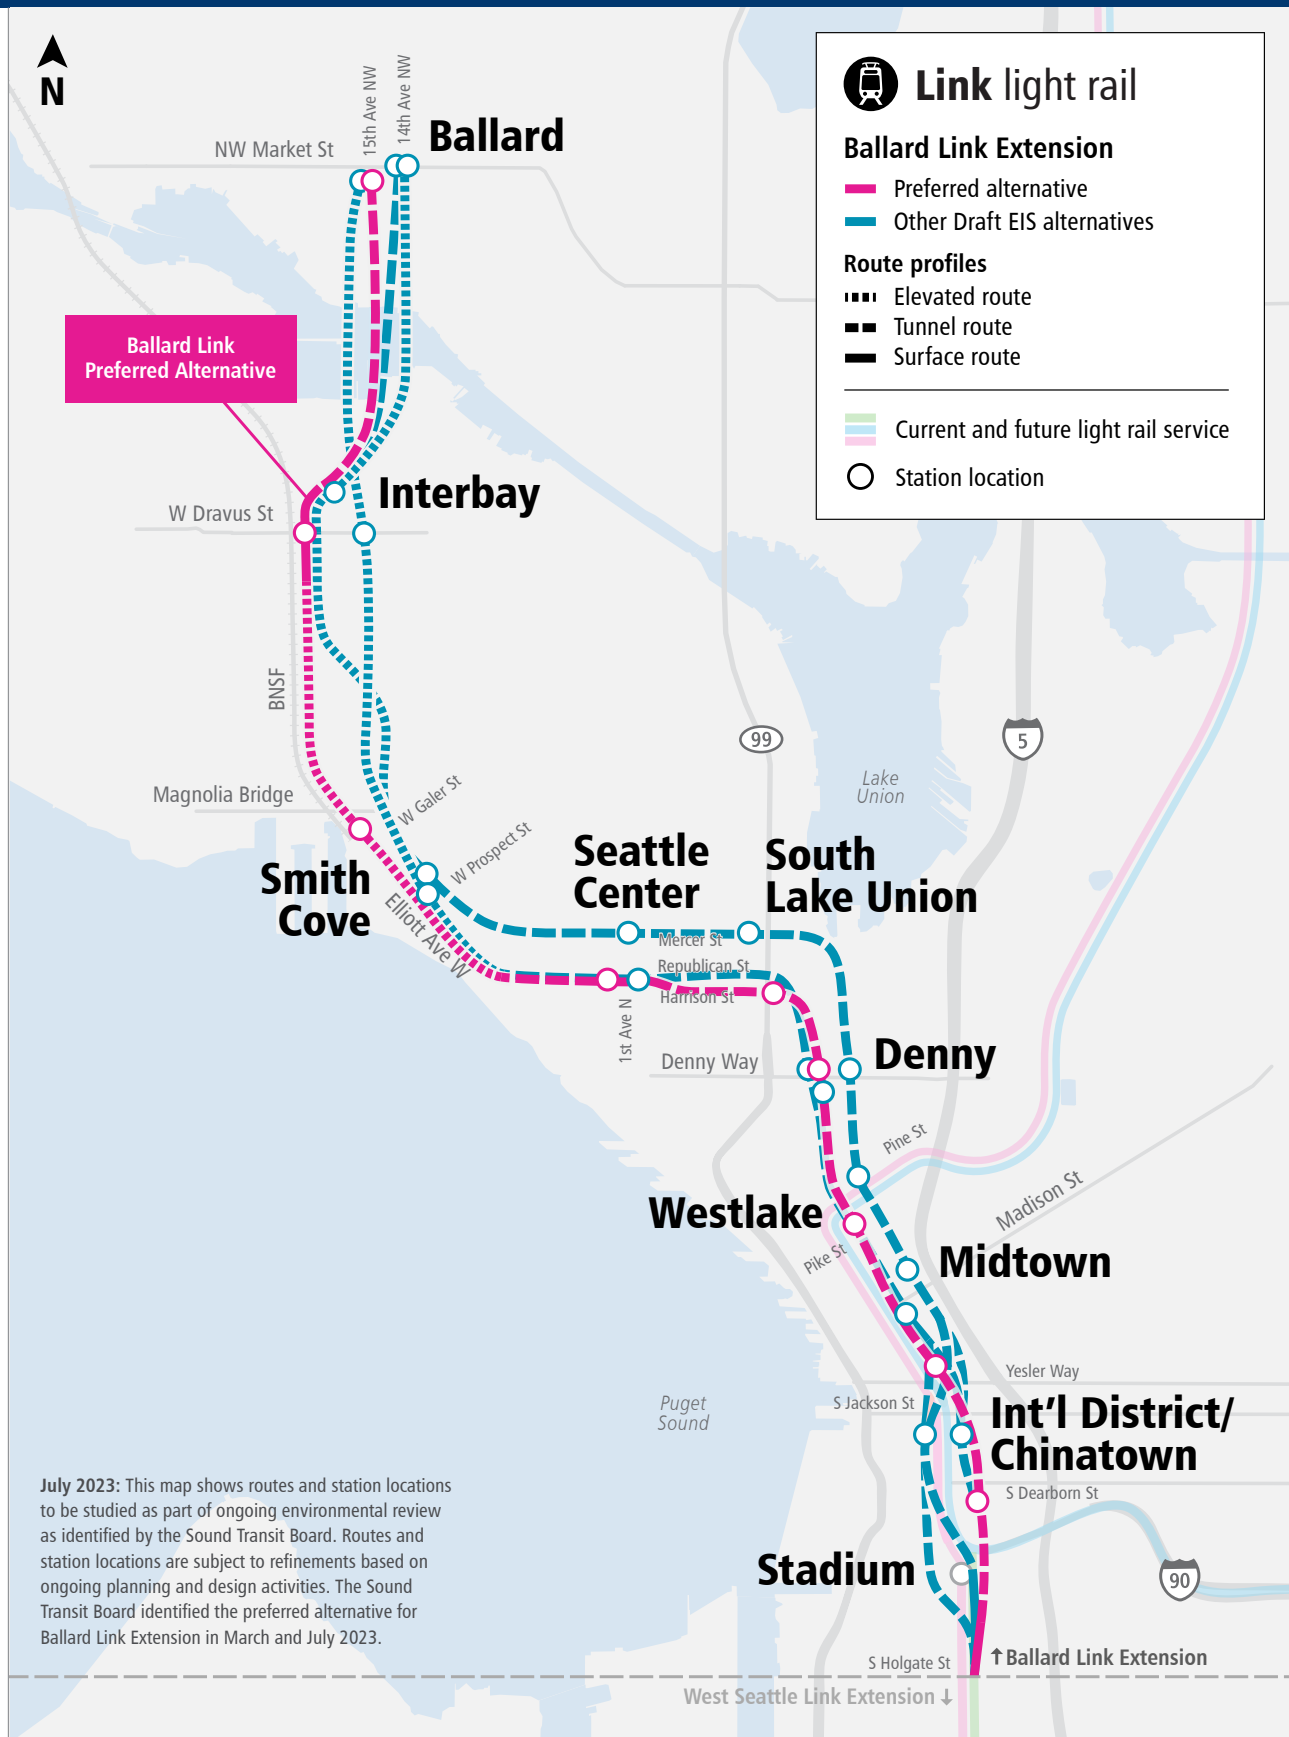 N
15th Ave NW
14th Ave NW
Ballard
NW Market St
Link light rail
Ballard Link Extension
Preferred alternative
Other Draft EIS alternatives
Route profiles
Elevated route
Tunnel route
Surface route
Current and future light rail service
Station location
Ballard Link
Preferred Alternative
Interbay
W Dravus St
BNSF
99
5
Lake
Union
Magnolia Bridge
W Galer St
W Prospect St
Smith
Cove
Elliott Ave W
Seattle
Center
South
Lake Union
Mercer St
Republican St
Harrison St
1st Ave N
Denny Way
Denny
Pine St
Madison St
Westlake
Pike St
Midtown
Yesler Way
Puget
Sound
S Jackson St
Int'l District/
Chinatown
S Dearborn St
Stadium
90
July 2023: This map shows routes and station locations
to be studied as part of ongoing environmental review
as identified by the Sound Transit Board. Routes and
station locations are subject to refinements based on
ongoing planning and design activities. The Sound
Transit Board identified the preferred alternative for
Ballard Link Extension in March and July 2023.
S Holgate St
↑Ballard Link Extension
West Seattle Link Extension↓